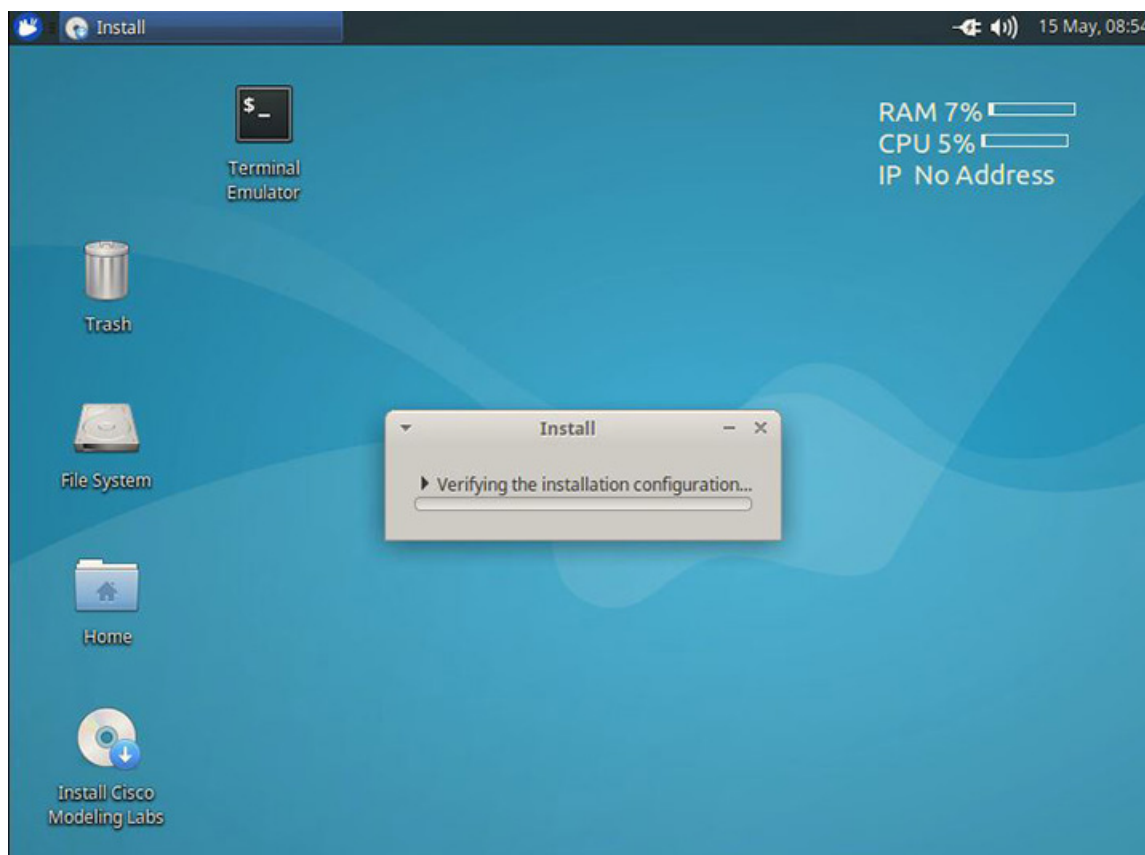 Install
15 May, 08:54
$_
Terminal
Emulator
RAM 7%
CPU 5%
IP No Address
Trash
File System
Home
Install Cisco
Modeling Labs
Install
Verifying the installation configuration...